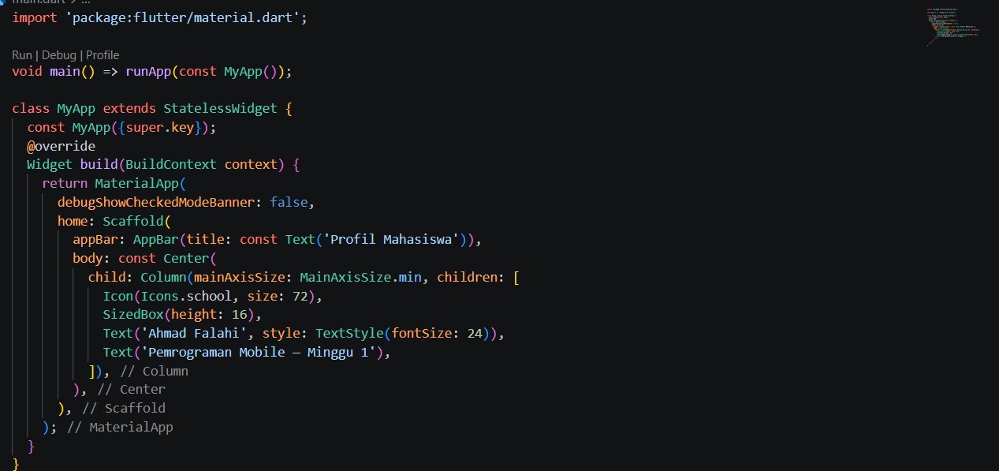 main.dart > ...
import 'package:flutter/material.dart';
Run | Debug | Profile
void main() => runApp(const MyApp());
class MyApp extends StatelessWidget {
  const MyApp({super.key});
  @override
  Widget build(BuildContext context) {
    return MaterialApp(
      debugShowCheckedModeBanner: false,
      home: Scaffold(
        appBar: AppBar(title: const Text('Profil Mahasiswa')),
        body: const Center(
          child: Column(mainAxisSize: MainAxisSize.min, children: [
            Icon(Icons.school, size: 72),
            SizedBox(height: 16),
            Text('Ahmad Falahi', style: TextStyle(fontSize: 24)),
            Text('Pemrograman Mobile – Minggu 1'),
          ]), // Column
        ), // Center
      ), // Scaffold
    ); // MaterialApp
  }
}